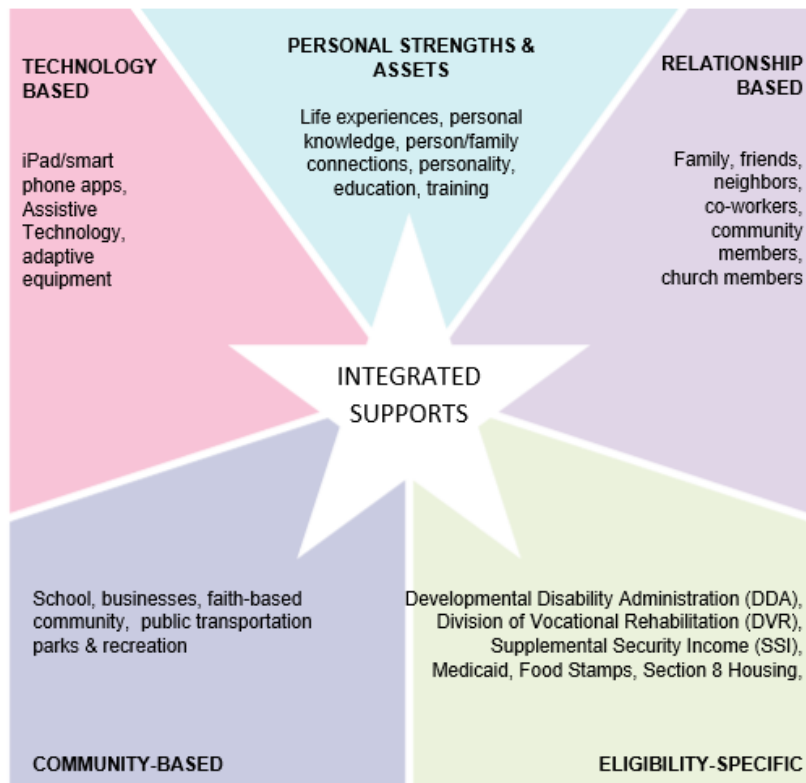 TECHNOLOGY
BASED
iPad/smart
phone apps,
Assistive
Technology,
adaptive
equipment
PERSONAL STRENGTHS &
ASSETS
Life experiences, personal
knowledge, person/family
connections, personality,
education, training
RELATIONSHIP
BASED
Family, friends,
neighbors,
co-workers,
community
members,
church members
INTEGRATED
SUPPORTS
School, businesses, faith-based
community,  public transportation
parks & recreation
COMMUNITY-BASED
Developmental Disability Administration (DDA),
Division of Vocational Rehabilitation (DVR),
Supplemental Security Income (SSI),
Medicaid, Food Stamps, Section 8 Housing,
ELIGIBILITY-SPECIFIC